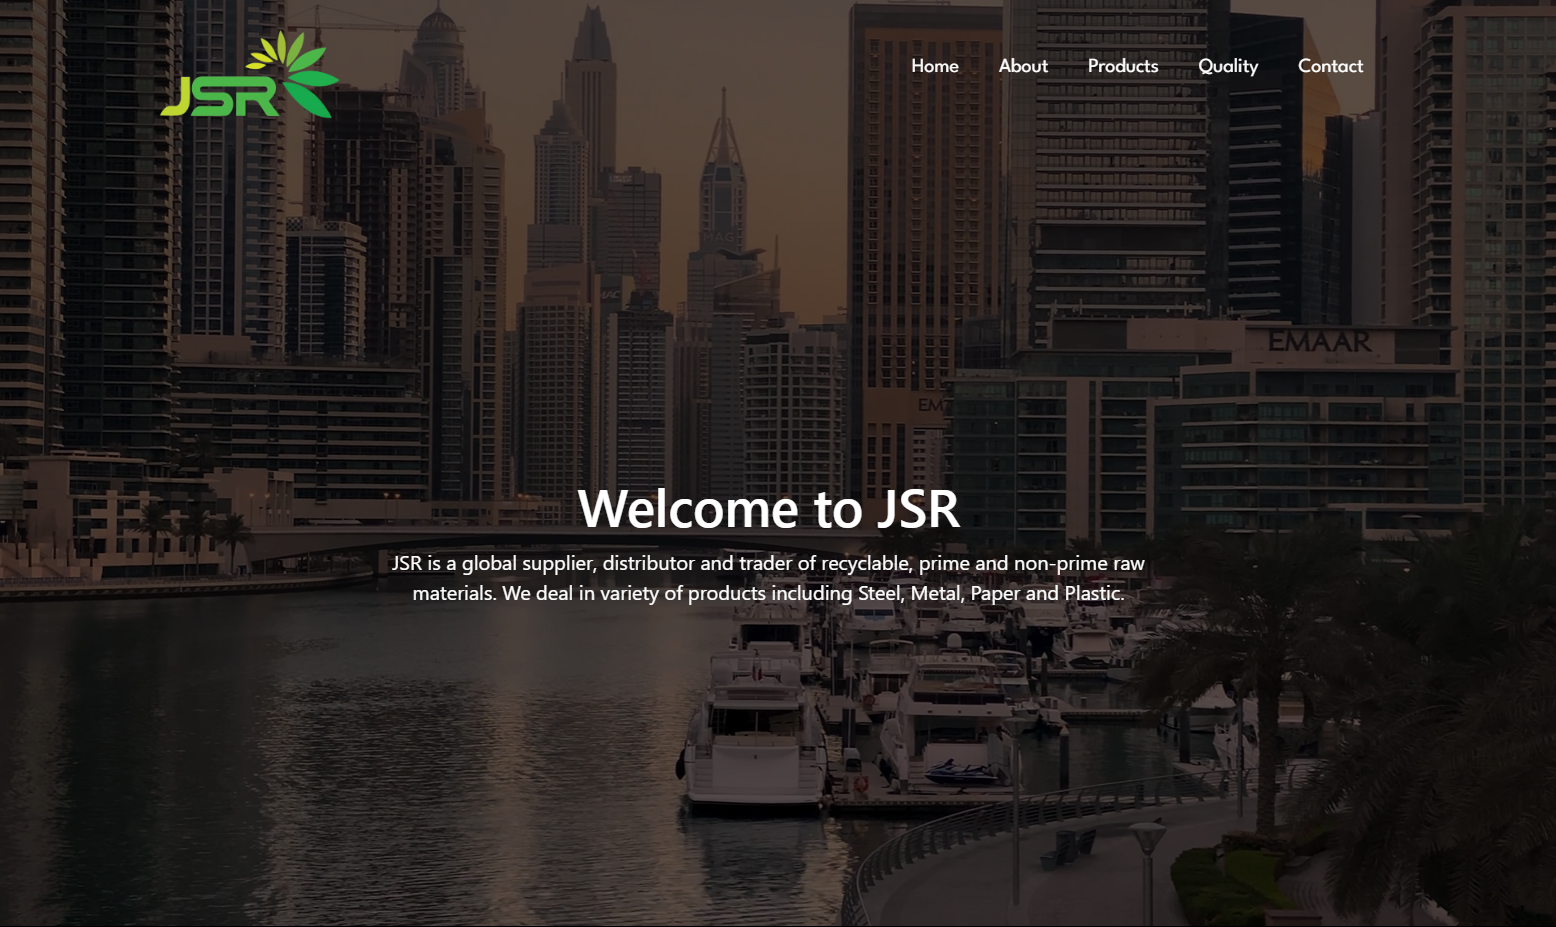 JSR
Home About Products Quality Contact
MAG
EMAAR
Welcome to JSR
JSR is a global supplier, distributor and trader of recyclable, prime and non-prime raw
materials. We deal in variety of products including Steel, Metal, Paper and Plastic.